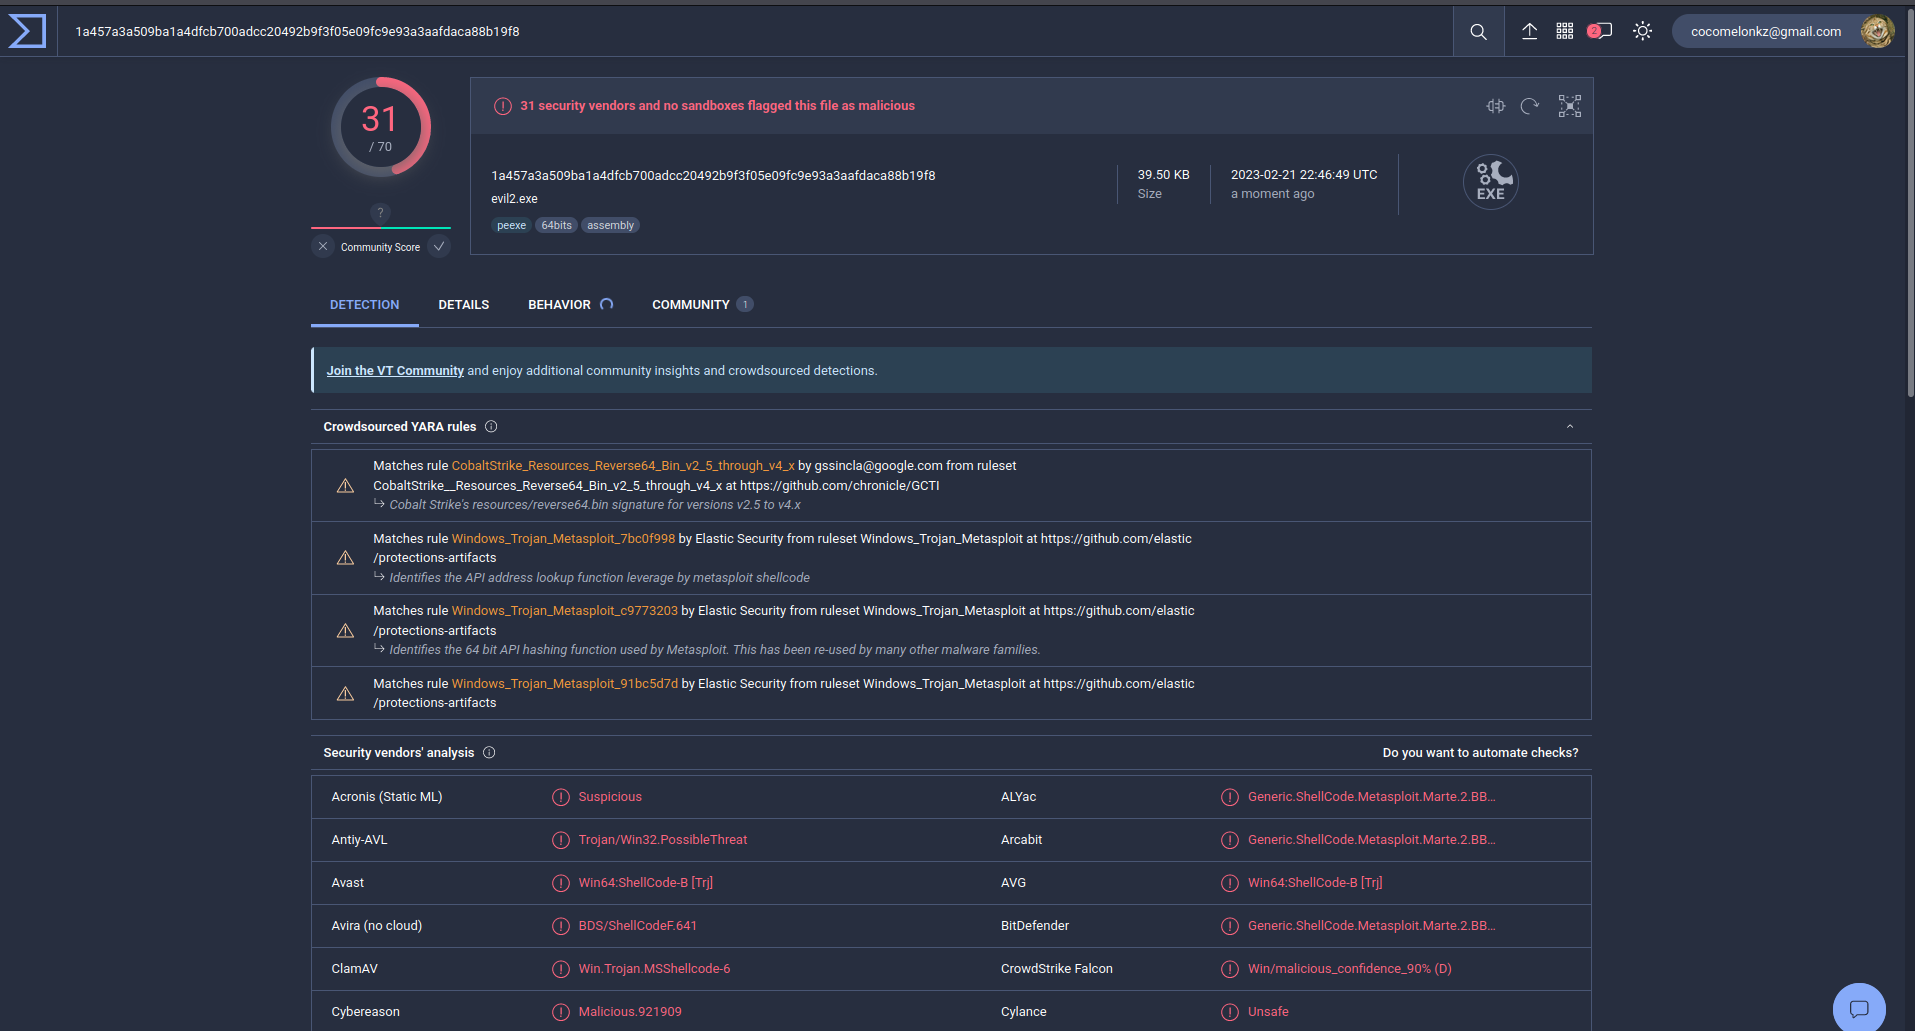 1a457a3a509ba1a4dfcb700adcc20492b9f3f05e09fc9e93a3aafdaca88b19f8
2
cocomelonkz@gmail.com
31
/ 70
31 security vendors and no sandboxes flagged this file as malicious
1a457a3a509ba1a4dfcb700adcc20492b9f3f05e09fc9e93a3aafdaca88b19f8
evil2.exe
peexe 64bits assembly
39.50 KB
Size
2023-02-21 22:46:49 UTC
a moment ago
EXE
?
Community Score
DETECTION DETAILS BEHAVIOR COMMUNITY 1
Join the VT Community and enjoy additional community insights and crowdsourced detections.
Crowdsourced YARA rules
Matches rule CobaltStrike_Resources_Reverse64_Bin_v2_5_through_v4_x by gssincla@google.com from ruleset
CobaltStrike__Resources_Reverse64_Bin_v2_5_through_v4_x at https://github.com/chronicle/GCTI
Cobalt Strike's resources/reverse64.bin signature for versions v2.5 to v4.x
Matches rule Windows_Trojan_Metasploit_7bc0f998 by Elastic Security from ruleset Windows_Trojan_Metasploit at https://github.com/elastic
/protections-artifacts
Identifies the API address lookup function leverage by metasploit shellcode
Matches rule Windows_Trojan_Metasploit_c9773203 by Elastic Security from ruleset Windows_Trojan_Metasploit at https://github.com/elastic
/protections-artifacts
Identifies the 64 bit API hashing function used by Metasploit. This has been re-used by many other malware families.
Matches rule Windows_Trojan_Metasploit_91bc5d7d by Elastic Security from ruleset Windows_Trojan_Metasploit at https://github.com/elastic
/protections-artifacts
Security vendors' analysis Do you want to automate checks?
Acronis (Static ML) Suspicious ALYac Generic.ShellCode.Metasploit.Marte.2.BB...
Antiy-AVL Trojan/Win32.PossibleThreat Arcabit Generic.ShellCode.Metasploit.Marte.2.BB...
Avast Win64:ShellCode-B [Trj] AVG Win64:ShellCode-B [Trj]
Avira (no cloud) BDS/ShellCodeF.641 BitDefender Generic.ShellCode.Metasploit.Marte.2.BB...
ClamAV Win.Trojan.MSShellcode-6 CrowdStrike Falcon Win/malicious_confidence_90% (D)
Cybereason Malicious.921909 Cylance Unsafe